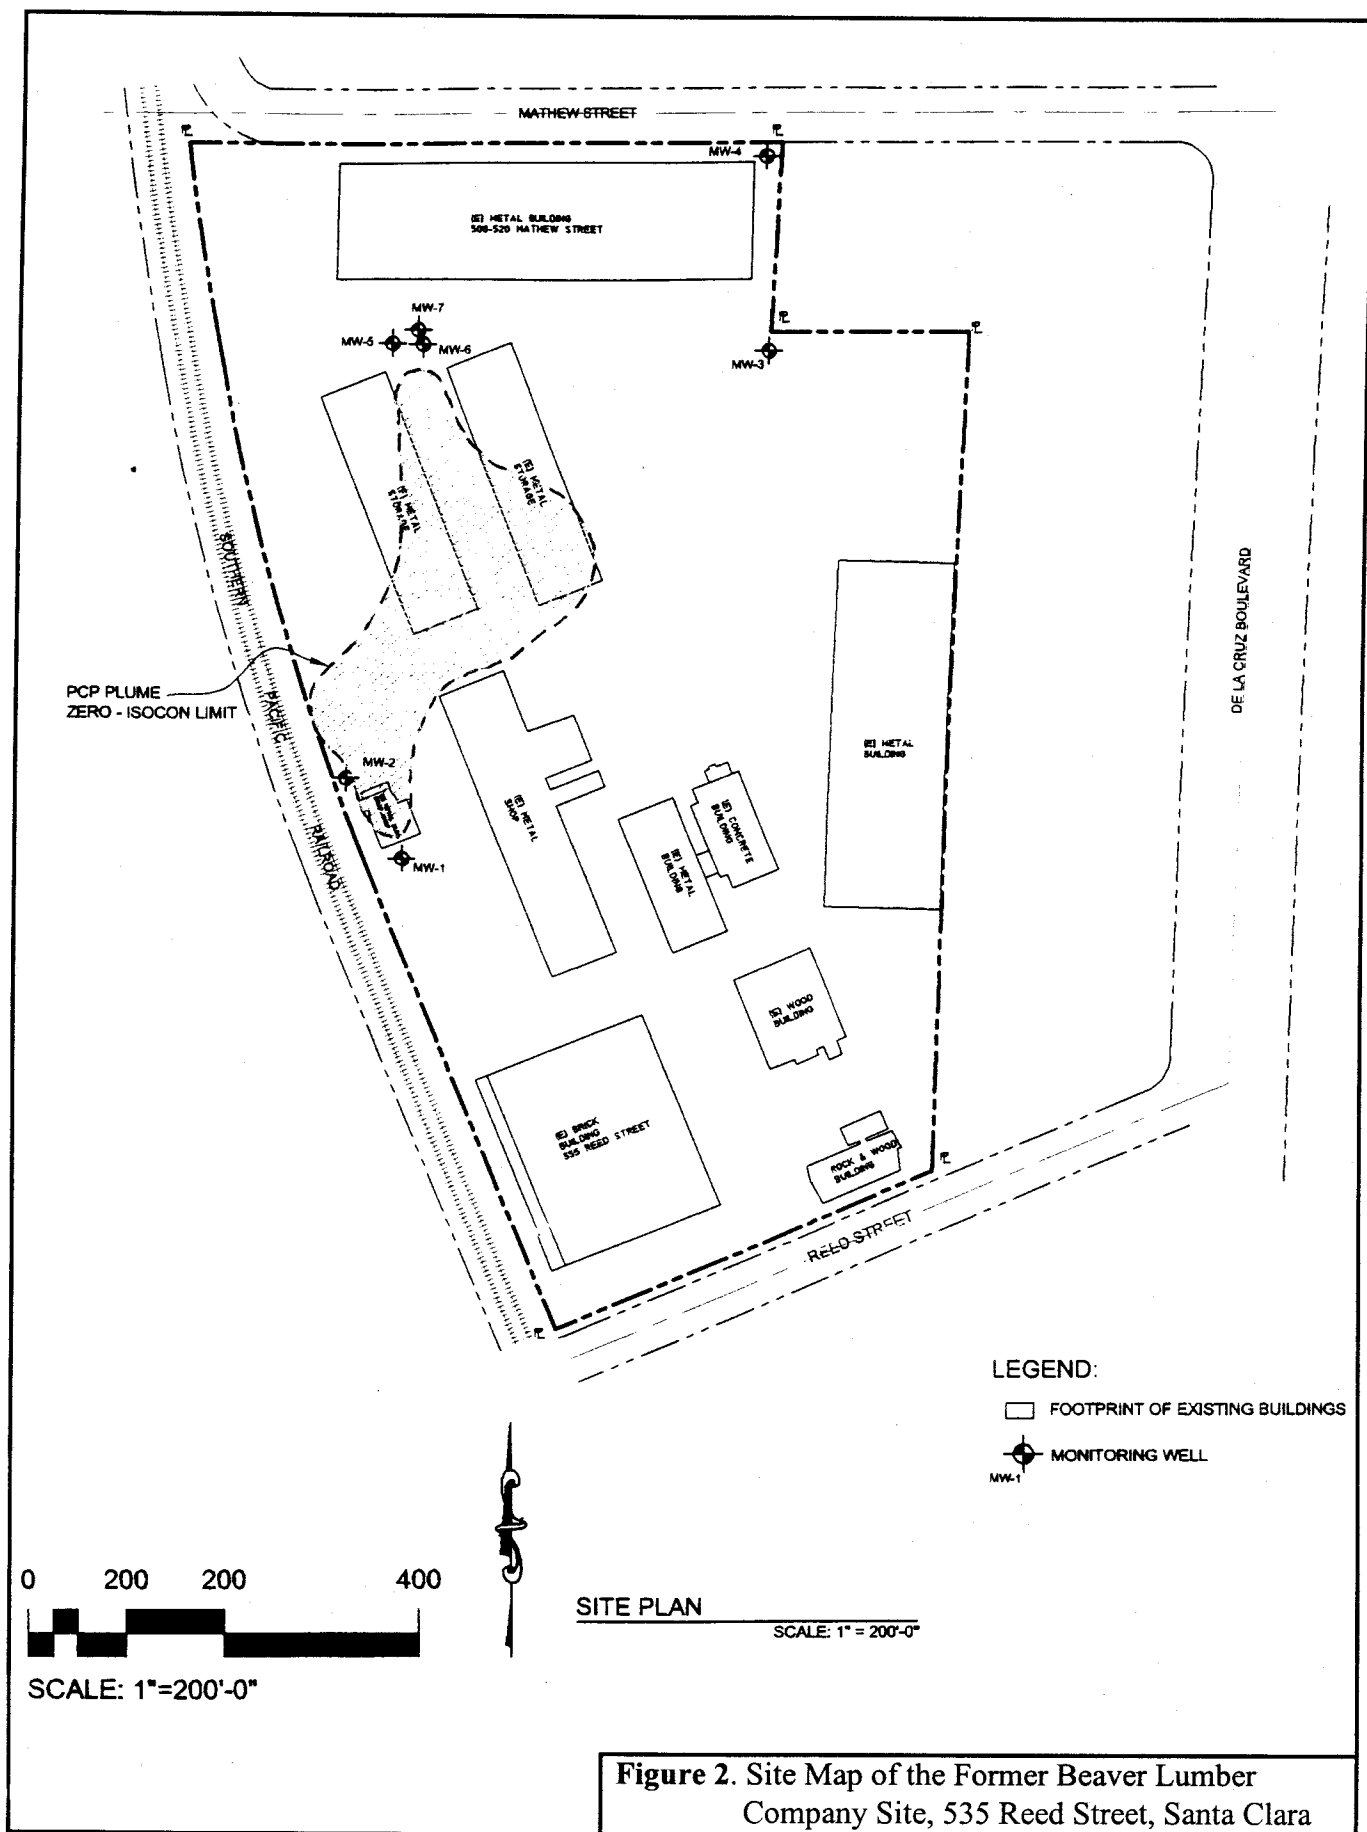 MATHEW STREET
MW-4
(E) METAL BUILDING
508-520 MATHEW STREET
MW-7
MW-5
MW-6
MW-3
(E) METAL
STORAGE
(E) METAL
STORAGE
SOUTHERN
PACIFIC
RAILROAD
DE LA CRUZ BOULEVARD
PCP PLUME
ZERO - ISOCON LIMIT
MW-2
MW-1
(E) METAL
SHOP
(E) METAL
BUILDING
(E) CONCRETE
BUILDING
(E) METAL
BUILDING
(E) WOOD
BUILDING
(E) BRICK
BUILDING
555 REED STREET
ROCK & WOOD
BUILDING
REED STREET
LEGEND:
FOOTPRINT OF EXISTING BUILDINGS
MONITORING WELL
MW-1
0 200 200 400
SCALE: 1"=200'-0"
SITE PLAN
SCALE: 1" = 200'-0"
Figure 2. Site Map of the Former Beaver Lumber
Company Site, 535 Reed Street, Santa Clara